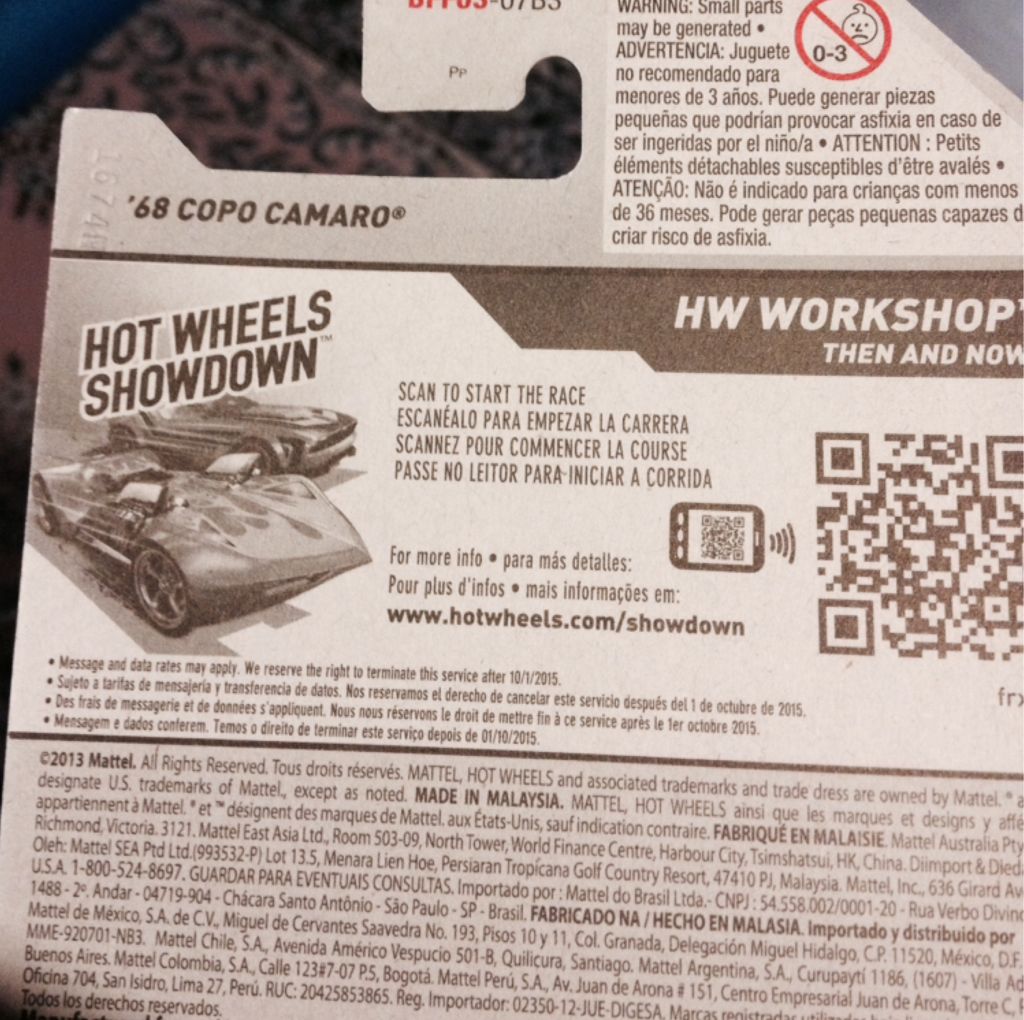 -07B3
PP
WARNING: Small parts
may be generated •
ADVERTENCIA: Juguete
no recomendado para
0-3
menores de 3 años. Puede generar piezas
pequeñas que podrían provocar asfixia en caso de
ser ingeridas por el niño/a • ATTENTION : Petits
éléments détachables susceptibles d'être avalés •
ATENÇÃO: Não é indicado para crianças com menos
de 36 meses. Pode gerar peças pequenas capazes d
criar risco de asfixia.
'68 COPO CAMARO®
HW WORKSHOP
THEN AND NOW
HOT WHEELS
SHOWDOWN™
SCAN TO START THE RACE
ESCANÉALO PARA EMPEZAR LA CARRERA
SCANNEZ POUR COMMENCER LA COURSE
PASSE NO LEITOR PARA INICIAR A CORRIDA
For more info • para más detalles:
Pour plus d'infos • mais informações em:
www.hotwheels.com/showdown
• Message and data rates may apply. We reserve the right to terminate this service after 10/1/2015.
• Sujeto a tarifas de mensajería y transferencia de datos. Nos reservamos el derecho de cancelar este servicio después del 1 de octubre de 2015.
• Des frais de messagerie et de données s'appliquent. Nous nous réservons le droit de mettre fin à ce service après le 1er octobre 2015.
• Mensagem e dados conferem. Temos o direito de terminar este serviço depois de 01/10/2015.
©2013 Mattel. All Rights Reserved. Tous droits réservés. MATTEL, HOT WHEELS and associated trademarks and trade dress are owned by Mattel. ® a
designate U.S. trademarks of Mattel, except as noted. MADE IN MALAYSIA. MATTEL, HOT WHEELS ainsi que les marques et designs y affé
appartiennent à Mattel. ® et ™ désignent des marques de Mattel aux États-Unis, sauf indication contraire. FABRIQUÉ EN MALAISIE. Mattel Australia Pty
Richmond, Victoria. 3121. Mattel East Asia Ltd., Room 503-09, North Tower, World Finance Centre, Harbour City, Tsimshatsui, HK, China. Diimport & Died
Oleh: Mattel SEA Ptd Ltd.(993532-P) Lot 13.5, Menara Lien Hoe, Persiaran Tropicana Golf Country Resort, 47410 PJ, Malaysia. Mattel, Inc., 636 Girard Av
U.S.A. 1-800-524-8697. GUARDAR PARA EVENTUAIS CONSULTAS. Importado por : Mattel do Brasil Ltda.- CNPJ : 54.558.002/0001-20 - Rua Verbo Divino
1488 - 2º. Andar - 04719-904 - Chácara Santo Antônio - São Paulo - SP - Brasil. FABRICADO NA / HECHO EN MALASIA. Importado y distribuido por
Mattel de México, S.A. de C.V., Miguel de Cervantes Saavedra No. 193, Pisos 10 y 11, Col. Granada, Delegación Miguel Hidalgo, C.P. 11520, México, D.F.
MME-920701-NB3. Mattel Chile, S.A., Avenida Américo Vespucio 501-B, Quilicura, Santiago. Mattel Argentina, S.A., Curupaytí 1186, (1607) - Villa Ad
Buenos Aires. Mattel Colombia, S.A., Calle 123#7-07 P.5, Bogotá. Mattel Perú, S.A., Av. Juan de Arona # 151, Centro Empresarial Juan de Arona, Torre C,
Oficina 704, San Isidro, Lima 27, Perú. RUC: 20425853865. Reg. Importador: 02350-12-JUE-DIGESA. Marcas registradas utilizadas
Todos los derechos reservados.